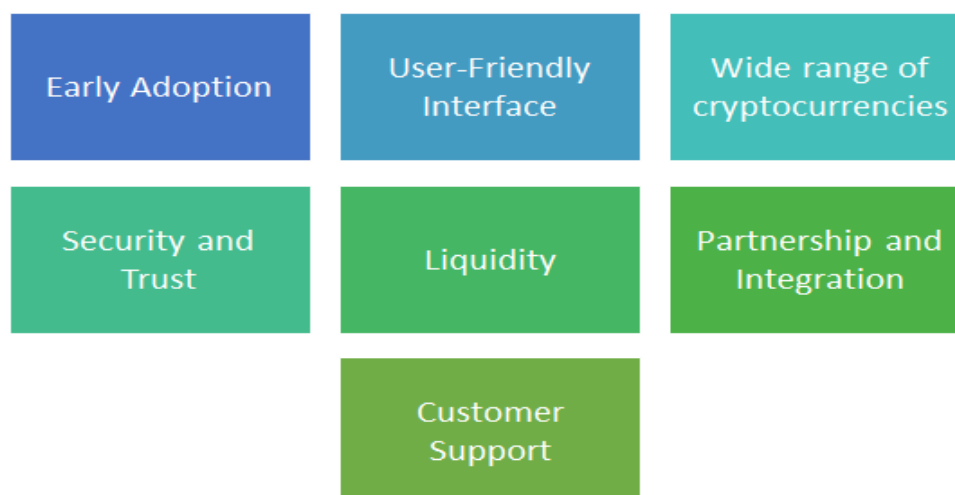 Early Adoption
User-Friendly
Interface
Wide range of
cryptocurrencies
Security and
Trust
Liquidity
Partnership and
Integration
Customer
Support